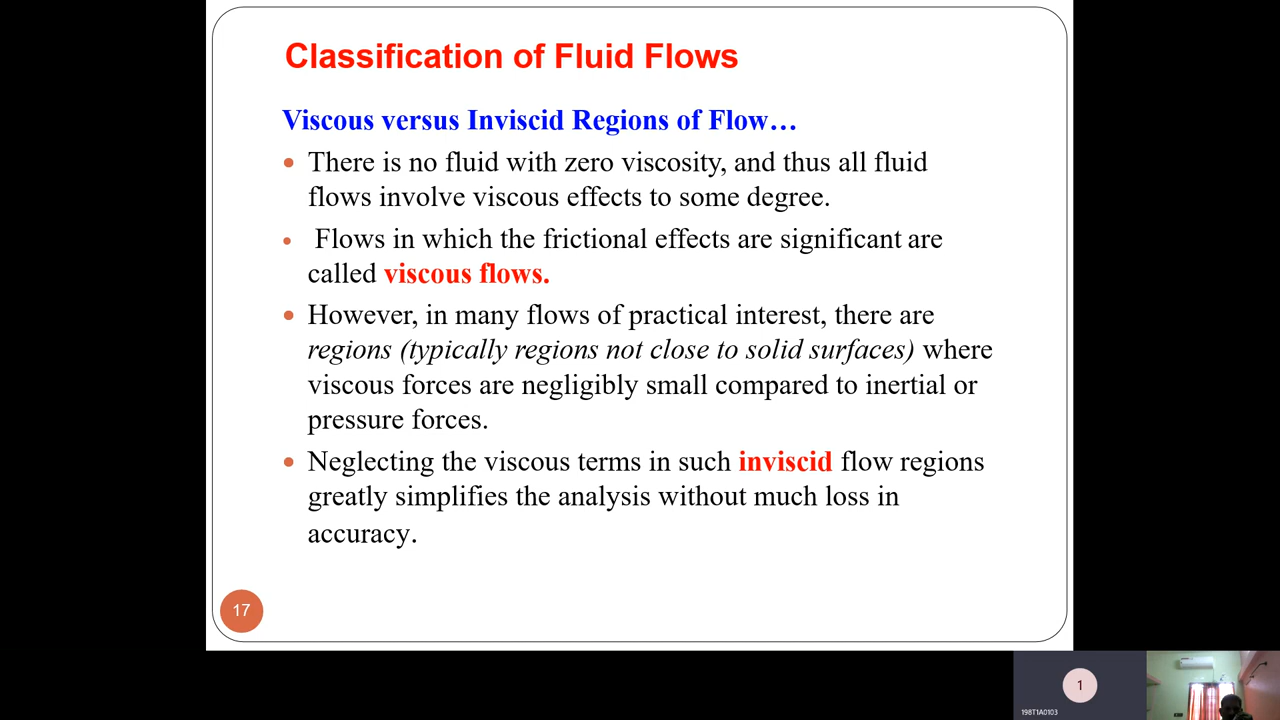 Classification of Fluid Flows
Viscous versus Inviscid Regions of Flow…
• There is no fluid with zero viscosity, and thus all fluid
flows involve viscous effects to some degree.
• Flows in which the frictional effects are significant are
called viscous flows.
• However, in many flows of practical interest, there are
regions (typically regions not close to solid surfaces) where
viscous forces are negligibly small compared to inertial or
pressure forces.
• Neglecting the viscous terms in such inviscid flow regions
greatly simplifies the analysis without much loss in
accuracy.
17
1
198T1A0103